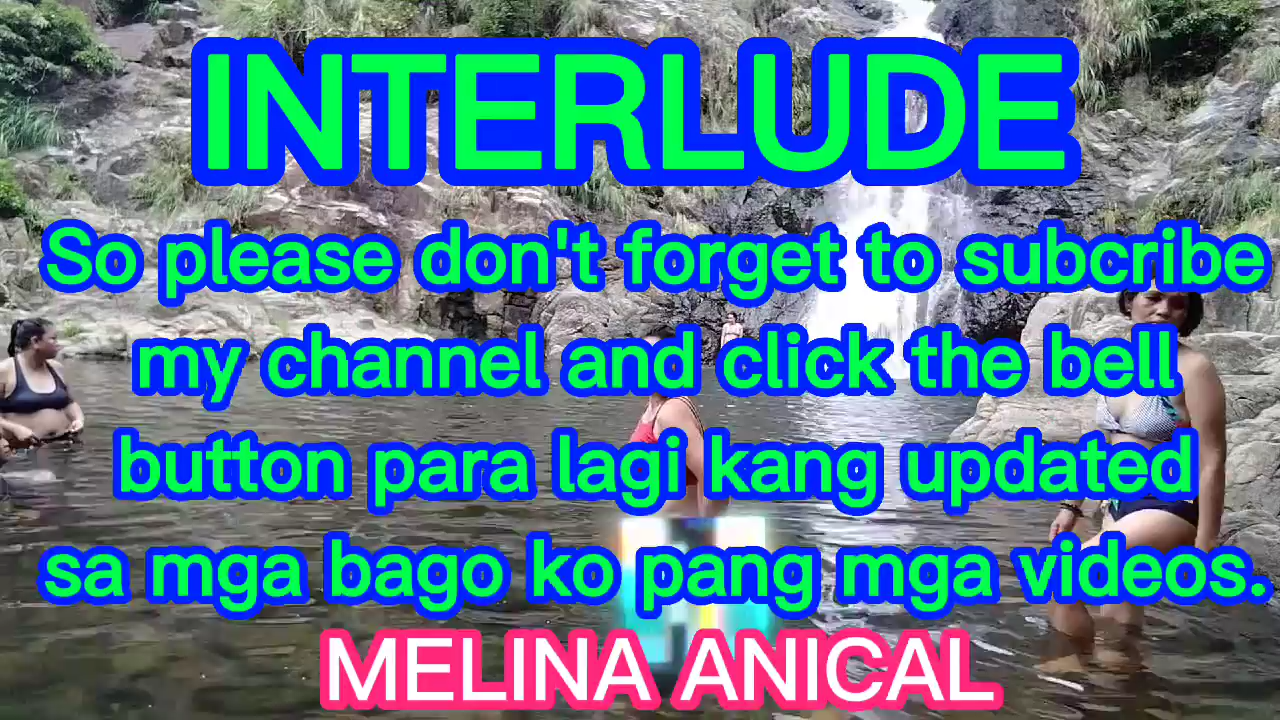 INTERLUDE
So please don't forget to subcribe
my channel and click the bell
button para lagi kang updated
sa mga bago ko pang mga videos.
MELINA ANICAL